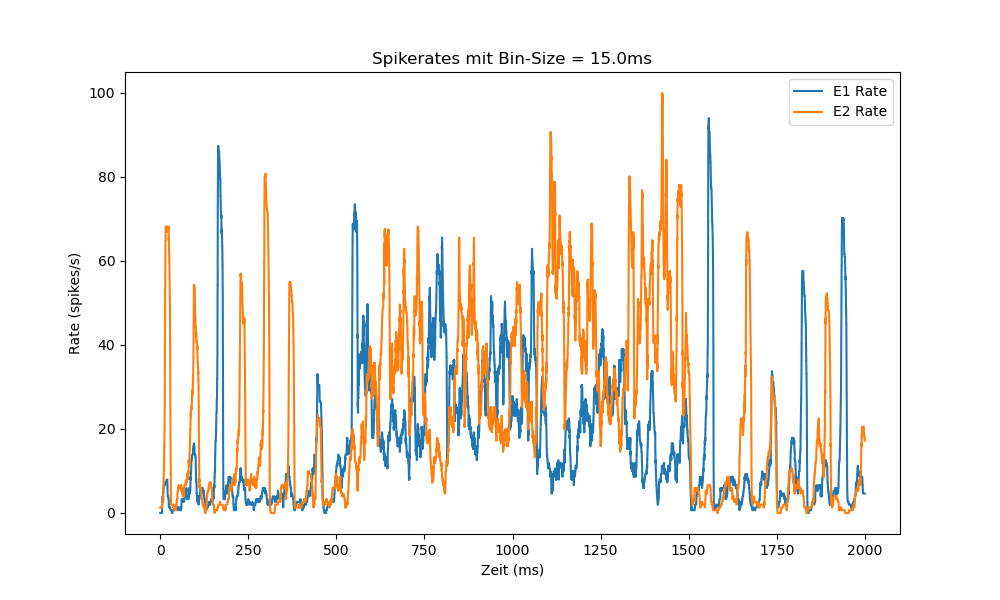 Spikerates mit Bin-Size = 15.0ms
E1 Rate
E2 Rate
100
80
60
40
20
0
Rate (spikes/s)
0 250 500 750 1000 1250 1500 1750 2000
Zeit (ms)